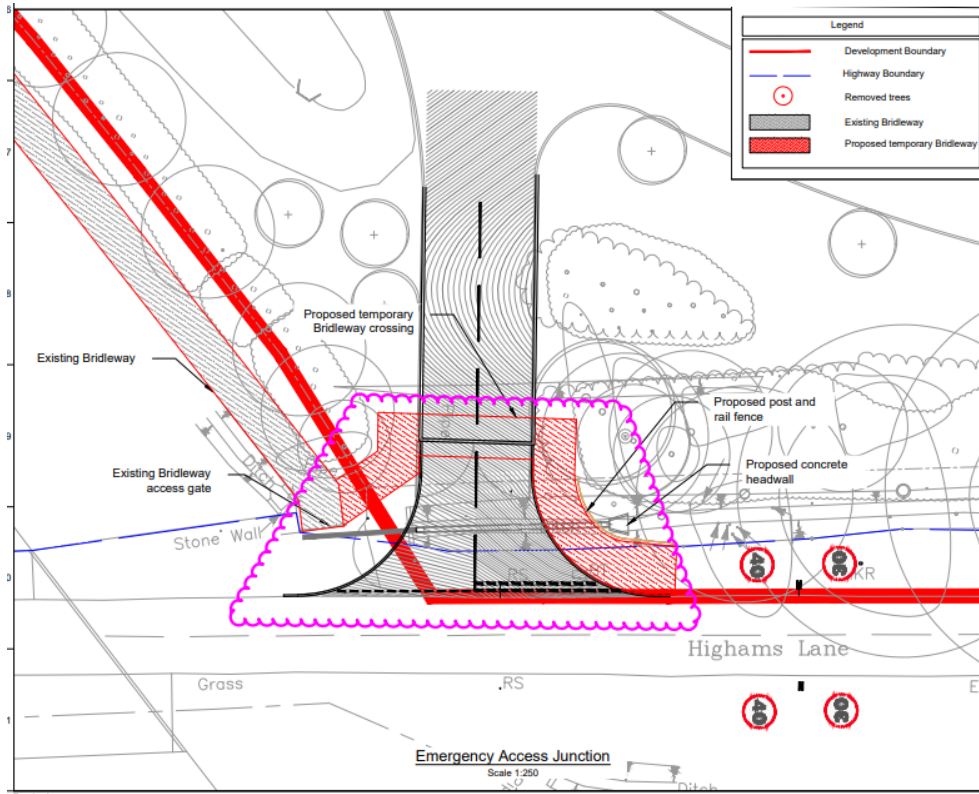 Legend
Development Boundary
Highway Boundary
Removed trees
Existing Bridleway
Proposed temporary Bridleway
Proposed temporary
Bridleway crossing
Existing Bridleway
Proposed post and
rail fence
Existing Bridleway
access gate
Proposed concrete
headwall
Stone Wall
40
30
KR
Highams Lane
Grass
RS
40
30
Emergency Access Junction
Scale 1:250
Ditch